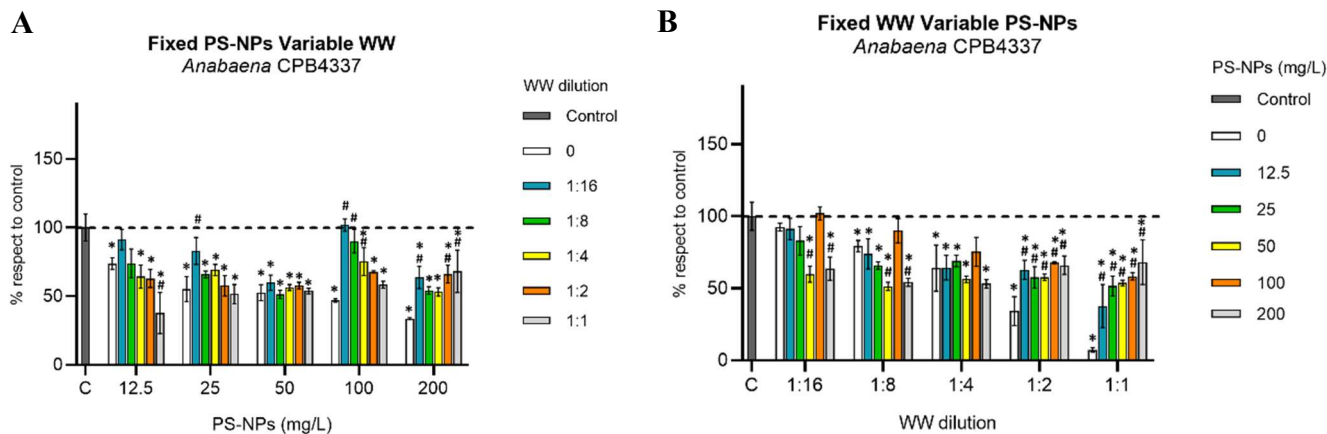 A
Fixed PS-NPs Variable WW
Anabaena CPB4337
% respect to control
150
100
50
0
C 12.5 25 50 100 200
PS-NPs (mg/L)
* * * * #
* # * * * *
* * * * * *
* # # * # * *
* * # * * * # * #
WW dilution
Control
0
1:16
1:8
1:4
1:2
1:1
B
Fixed WW Variable PS-NPs
Anabaena CPB4337
% respect to control
150
100
50
0
C 1:16 1:8 1:4 1:2 1:1
WW dilution
* # * #
* * * * # * #
* * * * *
* * # * # * # * # * #
* * # * # * # * # * #
PS-NPs (mg/L)
Control
0
12.5
25
50
100
200